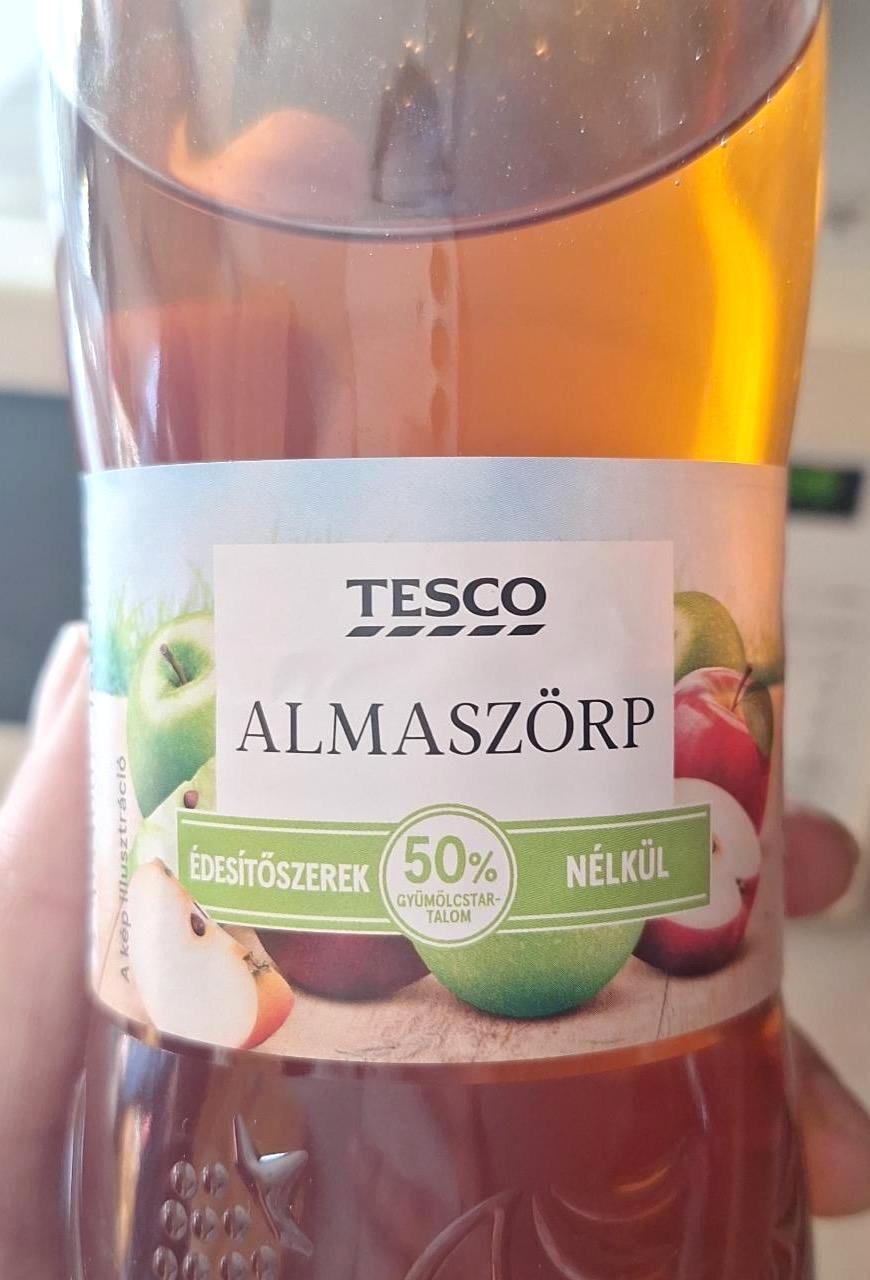 TESCO
ALMASZÖRP
ÉDESÍTŐSZEREK
50%
GYÜMÖLCSTAR-
TALOM
NÉLKÜL
A kép illusztráció